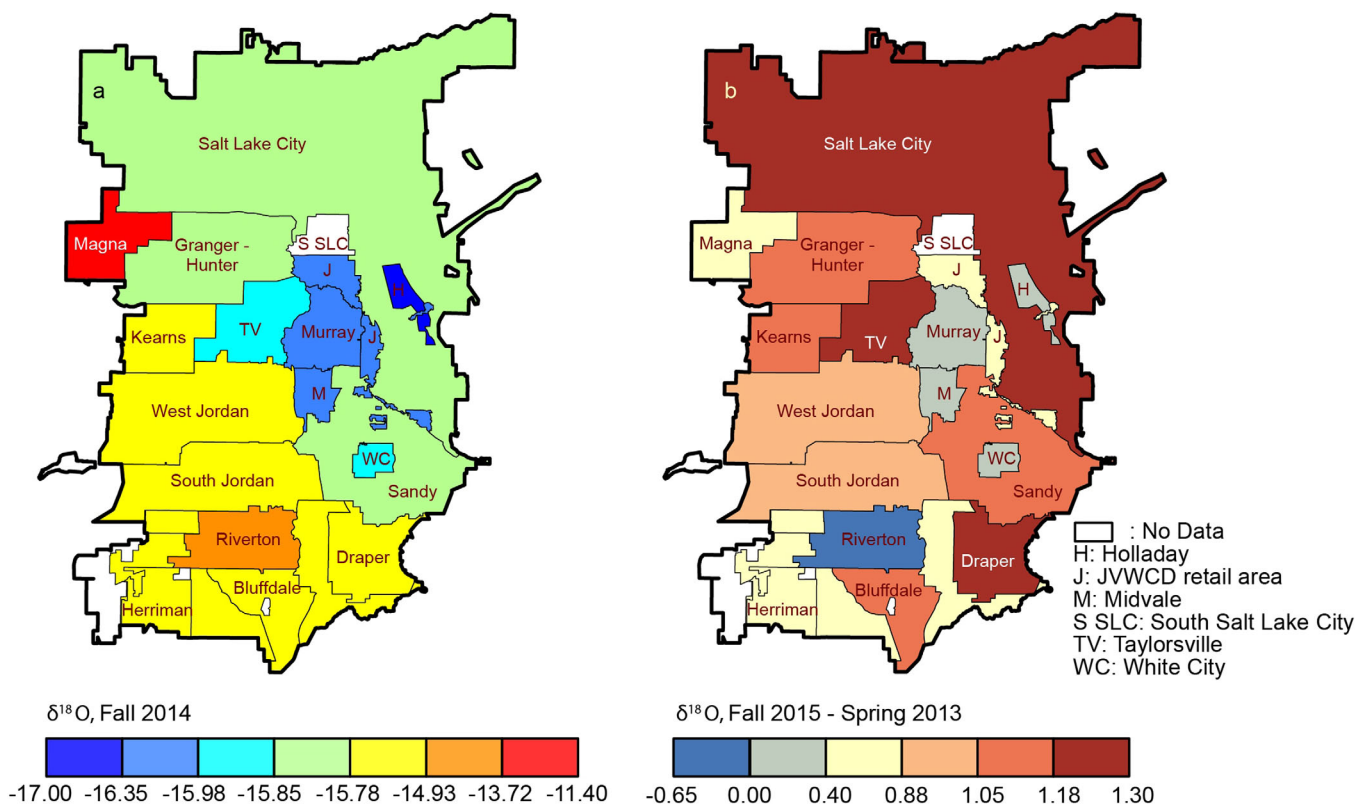 a
Salt Lake City
Magna
Granger -
Hunter
S SLC
J
H
Kearns
TV
Murray
J
M
West Jordan
WC
South Jordan
Sandy
Riverton
Draper
Bluffdale
Herriman
δ¹⁸O, Fall 2014
-17.00 -16.35 -15.98 -15.85 -15.78 -14.93 -13.72 -11.40
b
Salt Lake City
Magna
Granger -
Hunter
S SLC
J
H
Kearns
TV
Murray
J
M
West Jordan
WC
South Jordan
Sandy
Riverton
Draper
Bluffdale
Herriman
: No Data
H: Holladay
J: JVWCD retail area
M: Midvale
S SLC: South Salt Lake City
TV: Taylorsville
WC: White City
δ¹⁸O, Fall 2015 - Spring 2013
-0.65 0.00 0.40 0.88 1.05 1.18 1.30